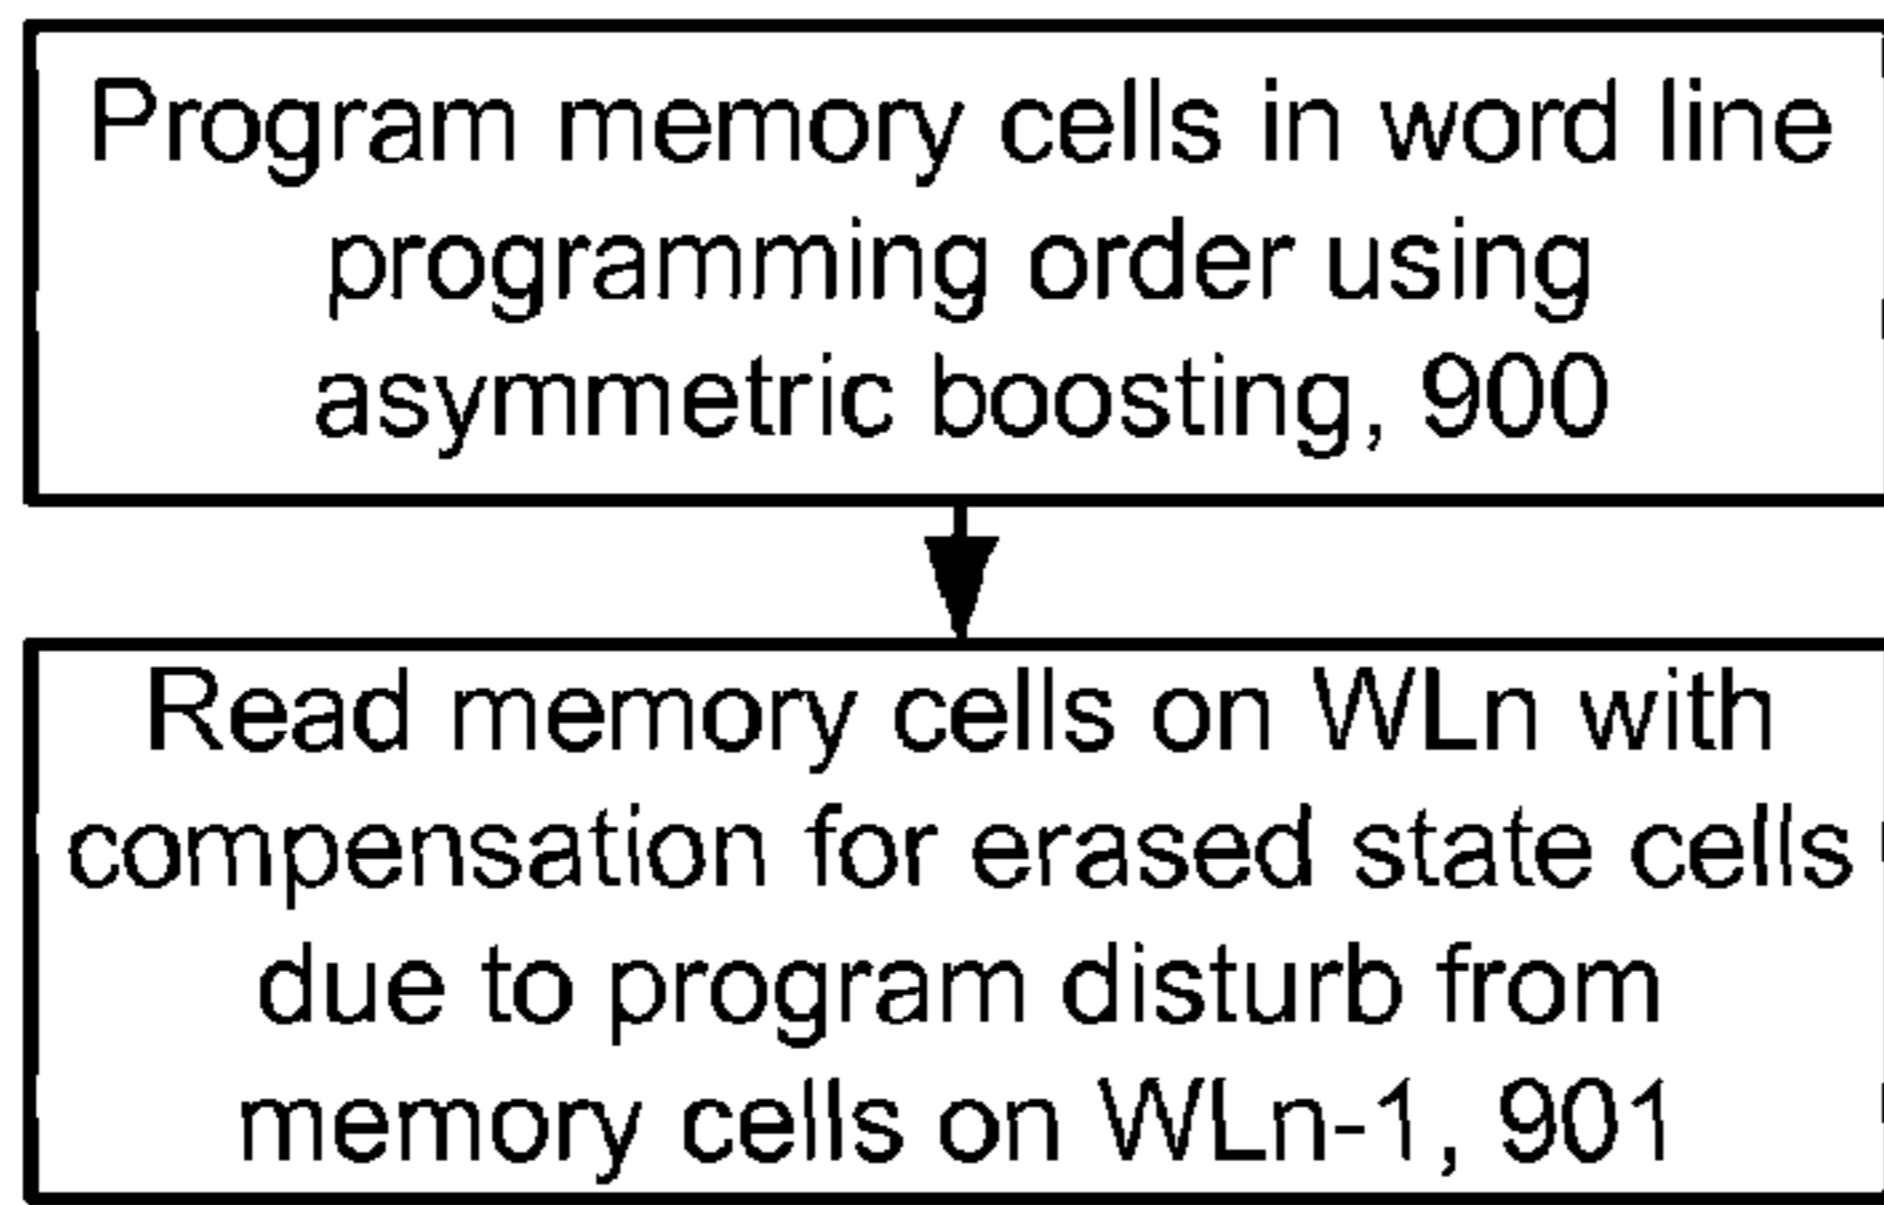 Program memory cells in word line
programming order using
asymmetric boosting, 900
Read memory cells on WLn with
compensation for erased state cells
due to program disturb from
memory cells on WLn-1, 901